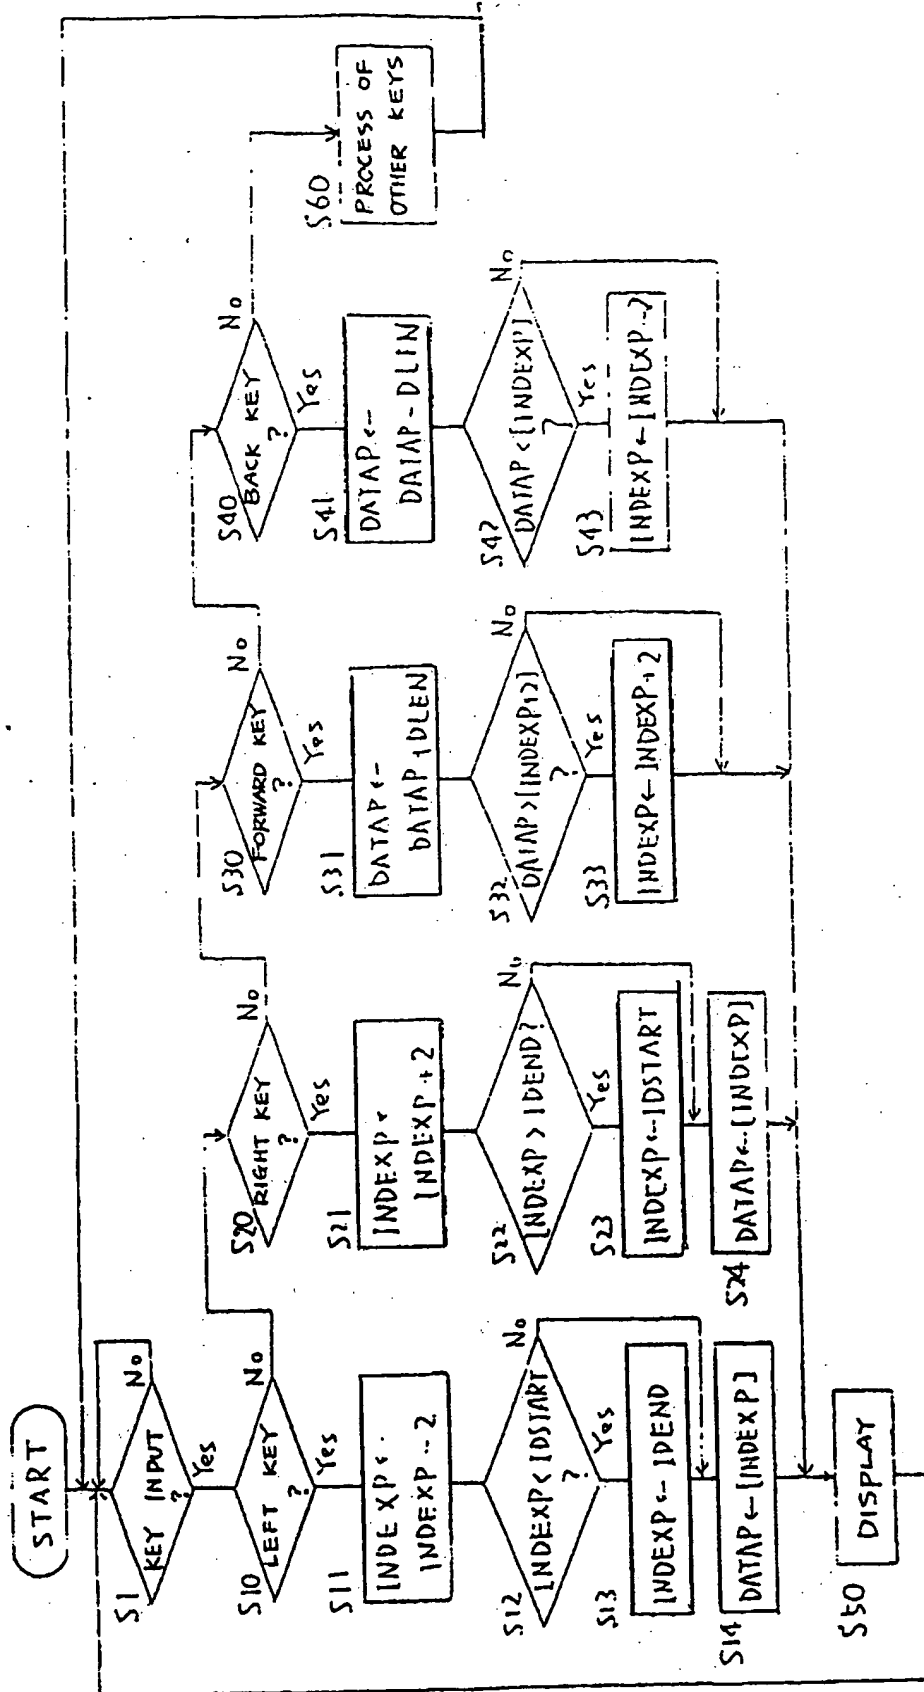 START
S1
KEY INPUT
?
No
Yes
S10
LEFT KEY
?
No
Yes
S11
INDEXP←
INDEXP-2
S12
INDEXP<IDSTART
?
No
Yes
S13
INDEXP←IDEND
S14
DATAP←[INDEXP]
S50
DISPLAY
S20
RIGHT KEY
?
No
Yes
S21
INDEXP←
INDEXP+2
S22
INDEXP>IDEND?
No
Yes
S23
INDEXP←IDSTART
S24
DATAP←[INDEXP]
S30
FORWARD KEY
?
No
Yes
S31
DATAP←
DATAP+DLEN
S32
DATAP>[INDEXP+2]
?
No
Yes
S33
INDEXP←INDEXP+2
S40
BACK KEY
?
No
Yes
S41
DATAP←
DATAP-DLIN
S42
DATAP<[INDEXP]
?
No
Yes
S43
INDEXP←INDEXP-2
S60
PROCESS OF
OTHER KEYS